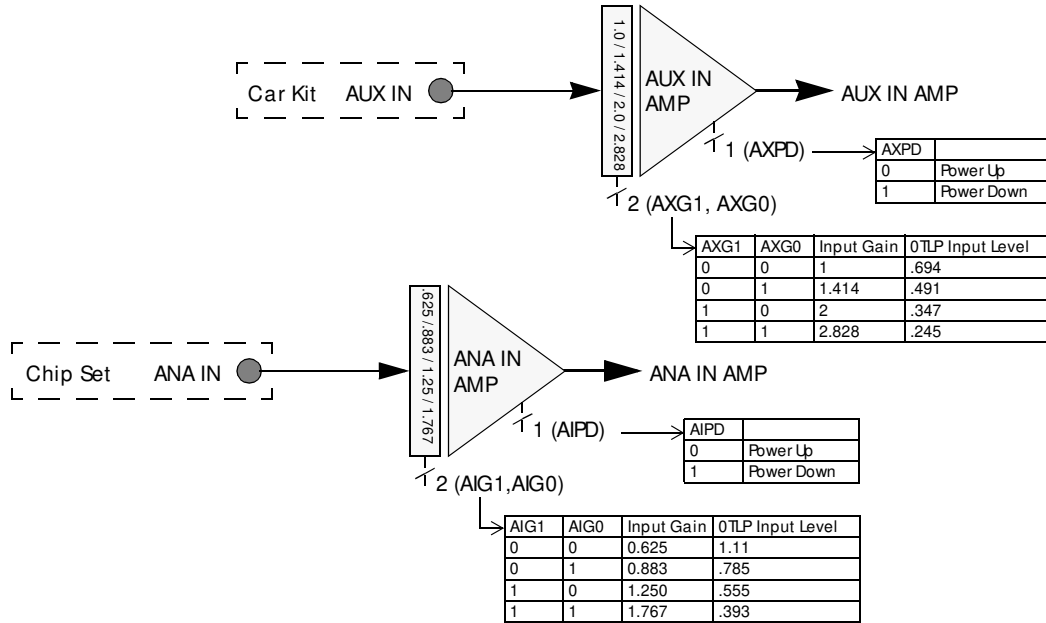 1.0 / 1.414 / 2.0 / 2.828
Car Kit AUX IN
AUX IN
AMP
AUX IN AMP
1 (AXPD)
AXPD
0 Power Up
1 Power Down
2 (AXG1, AXG0)
AXG1 AXG0 Input Gain 0TLP Input Level
0 0 1 .694
0 1 1.414 .491
1 0 2 .347
1 1 2.828 .245
.625 / .883 / 1.25 / 1.767
Chip Set ANA IN
ANA IN
AMP
ANA IN AMP
1 (AIPD)
AIPD
0 Power Up
1 Power Down
2 (AIG1,AIG0)
AIG1 AIG0 Input Gain 0TLP Input Level
0 0 0.625 1.11
0 1 0.883 .785
1 0 1.250 .555
1 1 1.767 .393